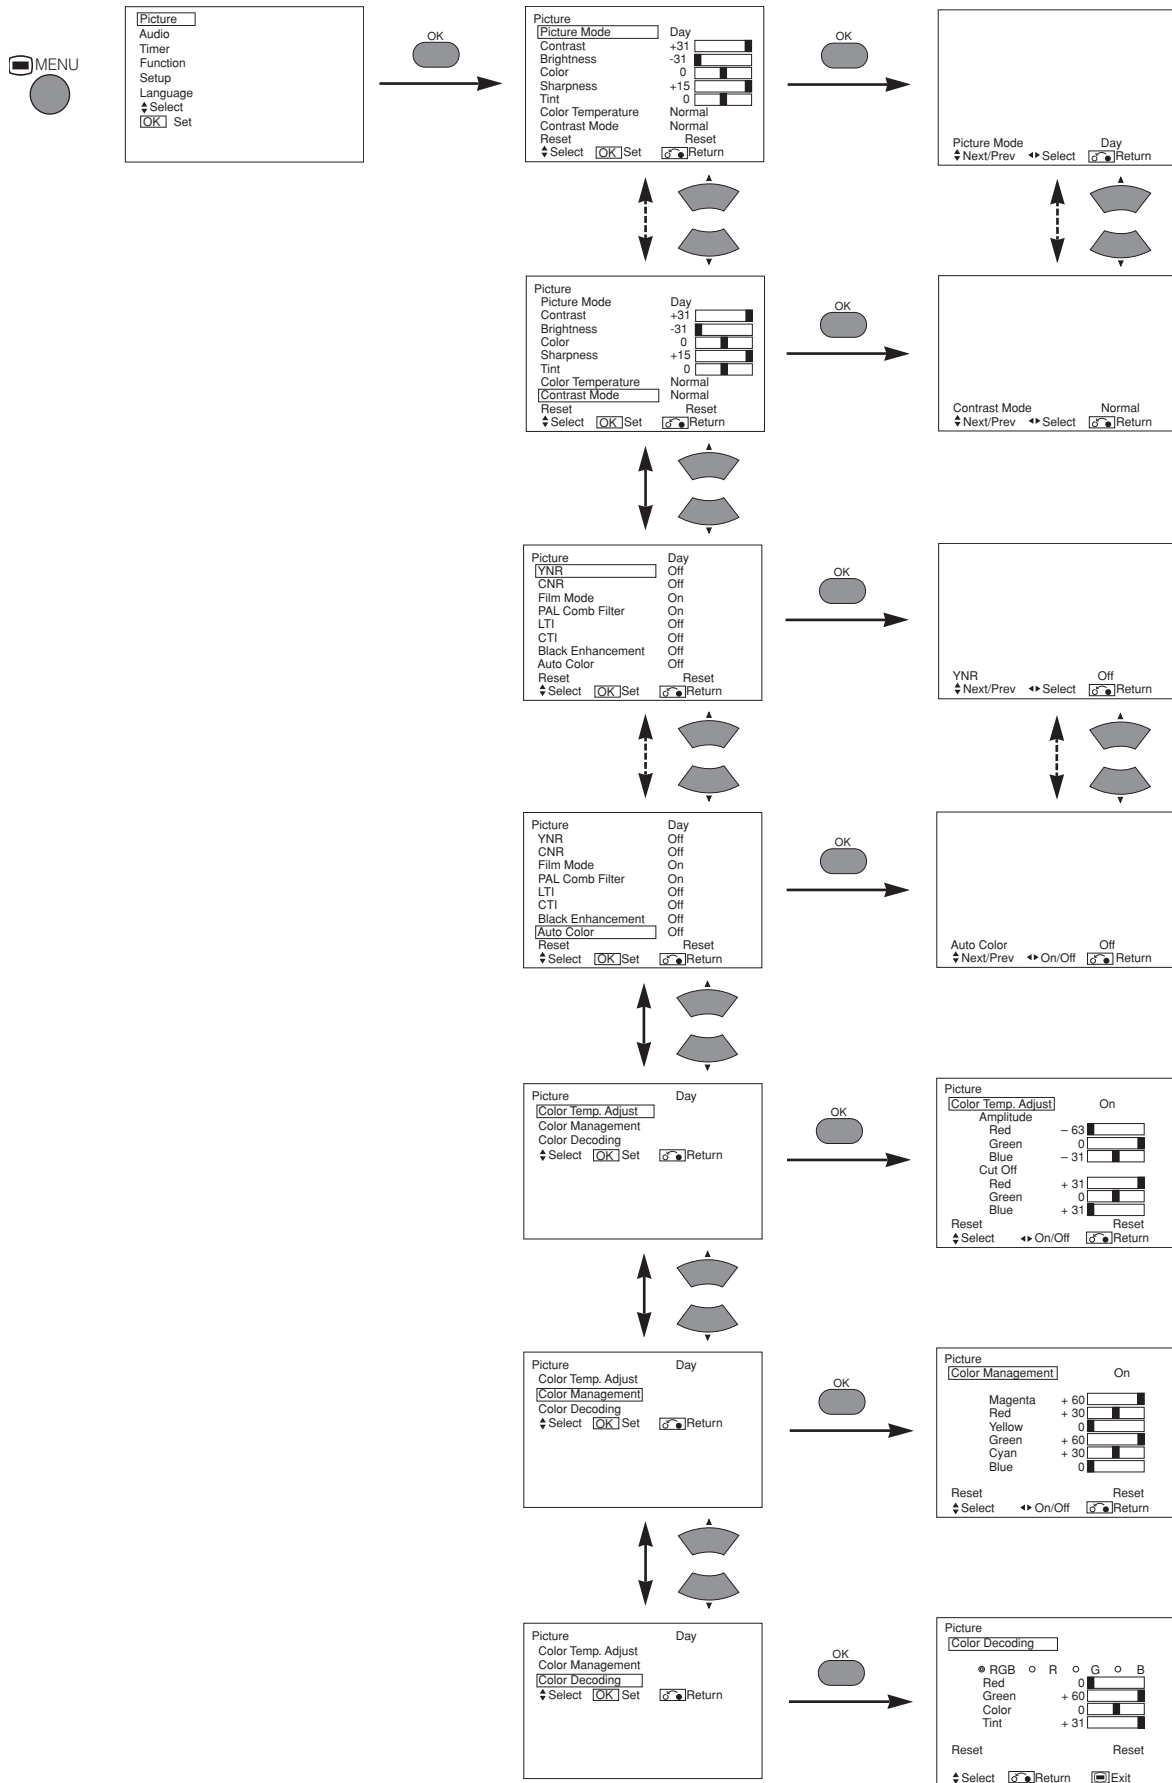 MENU
Picture
Audio
Timer
Function
Setup
Language
Select
OK Set
OK
Picture
Picture Mode Day
Contrast +31
Brightness -31
Color 0
Sharpness +15
Tint 0
Color Temperature Normal
Contrast Mode Normal
Reset Reset
Select OK Set Return
OK
Picture Mode Day
Next/Prev Select Return
Picture
Picture Mode Day
Contrast +31
Brightness -31
Color 0
Sharpness +15
Tint 0
Color Temperature Normal
Contrast Mode Normal
Reset Reset
Select OK Set Return
OK
Contrast Mode Normal
Next/Prev Select Return
Picture Day
YNR Off
CNR Off
Film Mode On
PAL Comb Filter On
LTI Off
CTI Off
Black Enhancement Off
Auto Color Off
Reset Reset
Select OK Set Return
OK
YNR Off
Next/Prev Select Return
Picture Day
YNR Off
CNR Off
Film Mode On
PAL Comb Filter On
LTI Off
CTI Off
Black Enhancement Off
Auto Color Off
Reset Reset
Select OK Set Return
OK
Auto Color Off
Next/Prev On/Off Return
Picture Day
Color Temp. Adjust
Color Management
Color Decoding
Select OK Set Return
OK
Picture
Color Temp. Adjust On
Amplitude
Red – 63
Green 0
Blue – 31
Cut Off
Red + 31
Green 0
Blue + 31
Reset Reset
Select On/Off Return
Picture Day
Color Temp. Adjust
Color Management
Color Decoding
Select OK Set Return
OK
Picture
Color Management On
Magenta + 60
Red + 30
Yellow 0
Green + 60
Cyan + 30
Blue 0
Reset Reset
Select On/Off Return
Picture Day
Color Temp. Adjust
Color Management
Color Decoding
Select OK Set Return
OK
Picture
Color Decoding
RGB R G B
Red 0
Green + 60
Color 0
Tint + 31
Reset Reset
Select Return Exit